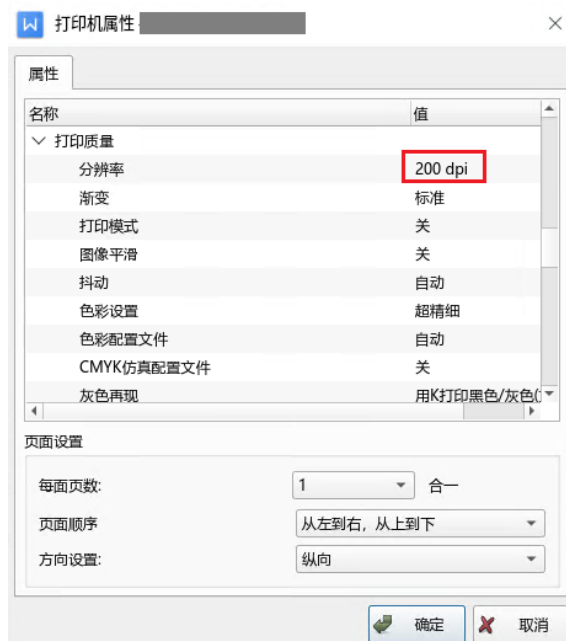 打印机属性
属性
名称 值
打印质量
分辨率 200 dpi
渐变 标准
打印模式 关
图像平滑 关
抖动 自动
色彩设置 超精细
色彩配置文件 自动
CMYK仿真配置文件 关
灰色再现 用K打印黑色/灰色(
页面设置
每面页数: 1 合一
页面顺序 从左到右，从上到下
方向设置: 纵向
确定 取消